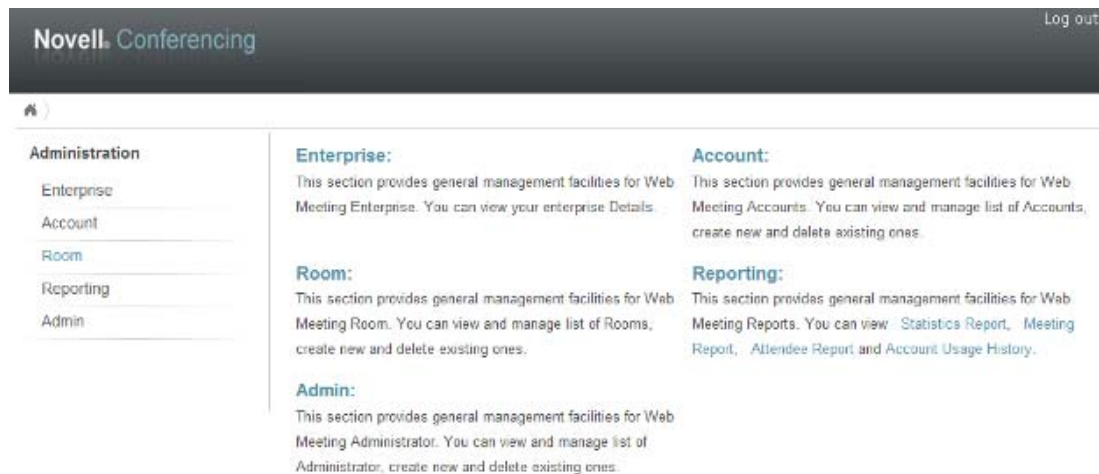 Log out
Novell® Conferencing
Administration
Enterprise
Account
Room
Reporting
Admin
Enterprise:
This section provides general management facilities for Web
Meeting Enterprise. You can view your enterprise Details.
Account:
This section provides general management facilities for Web
Meeting Accounts. You can view and manage list of Accounts,
create new and delete existing ones.
Room:
This section provides general management facilities for Web
Meeting Room. You can view and manage list of Rooms,
create new and delete existing ones.
Reporting:
This section provides general management facilities for Web
Meeting Reports. You can view Statistics Report, Meeting
Report, Attendee Report and Account Usage History.
Admin:
This section provides general management facilities for Web
Meeting Administrator. You can view and manage list of
Administrator, create new and delete existing ones.